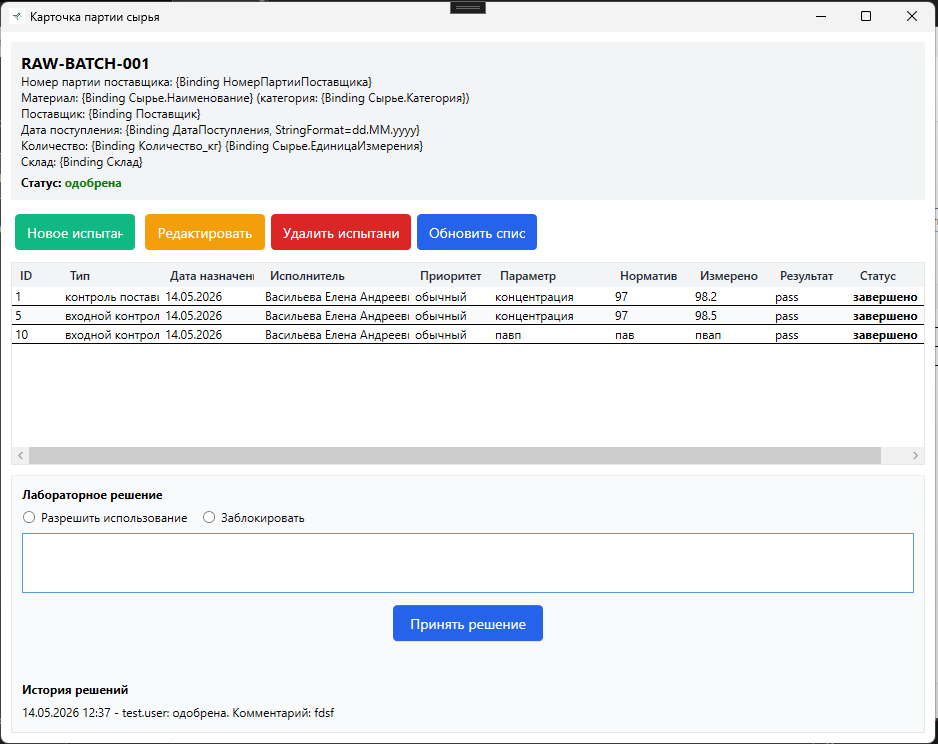 Карточка партии сырья
RAW-BATCH-001
Номер партии поставщика: {Binding НомерПартииПоставщика}
Материал: {Binding Сырье.Наименование} (категория: {Binding Сырье.Категория})
Поставщик: {Binding Поставщик}
Дата поступления: {Binding ДатаПоступления, StringFormat=dd.MM.yyyy}
Количество: {Binding Количество_кг} {Binding Сырье.ЕдиницаИзмерения}
Склад: {Binding Склад}
Статус: одобрена
Новое испытан Редактировать Удалить испытани Обновить спис
ID Тип Дата назначен Исполнитель Приоритет Параметр Норматив Измерено Результат Статус
1 контроль постав 14.05.2026 Васильева Елена Андреев обычный концентрация 97 98.2 pass завершено
5 входной контрол 14.05.2026 Васильева Елена Андреев обычный концентрация 97 98.5 pass завершено
10 входной контрол 14.05.2026 Васильева Елена Андреев обычный павп пав пвап pass завершено
Лабораторное решение
Разрешить использование Заблокировать
Принять решение
История решений
14.05.2026 12:37 - test.user: одобрена. Комментарий: fdsf